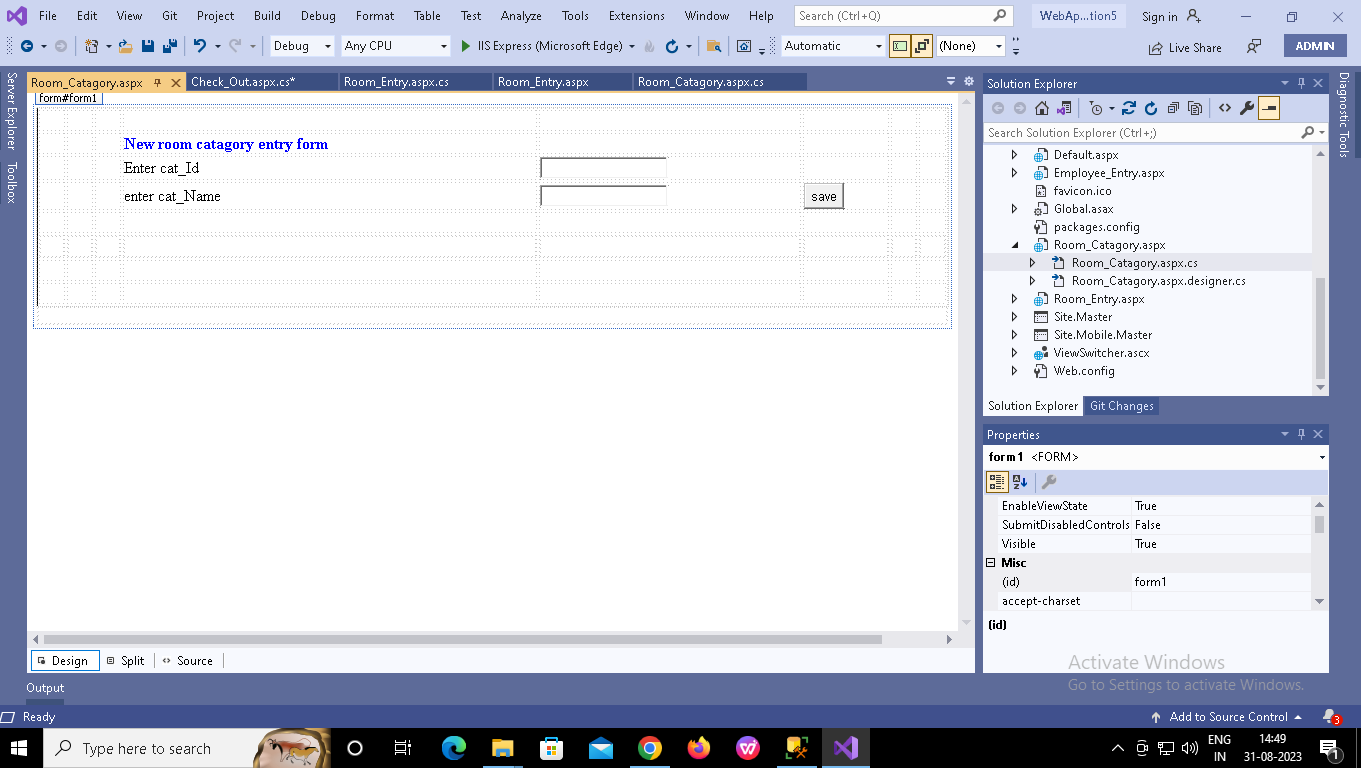 File Edit View Git Project Build Debug Format Table Test Analyze Tools Extensions Window Help Search (Ctrl+Q) WebAp...tion5 Sign in
Debug Any CPU IIS Express (Microsoft Edge) Automatic (None) Live Share ADMIN
Server Explorer
Toolbox
Room_Catagory.aspx Check_Out.aspx.cs* Room_Entry.aspx.cs Room_Entry.aspx Room_Catagory.aspx.cs
form#form1
New room catagory entry form
Enter cat_Id
enter cat_Name save
Design Split Source
Solution Explorer
Search Solution Explorer (Ctrl+;)
Default.aspx
Employee_Entry.aspx
favicon.ico
Global.asax
packages.config
Room_Catagory.aspx
Room_Catagory.aspx.cs
Room_Catagory.aspx.designer.cs
Room_Entry.aspx
Site.Master
Site.Mobile.Master
ViewSwitcher.ascx
Web.config
Solution Explorer Git Changes
Properties
form1 <FORM>
EnableViewState True
SubmitDisabledControls False
Visible True
Misc
(id) form1
accept-charset
(id)
Diagnostic Tools
Activate Windows
Go to Settings to activate Windows.
Output
Ready Add to Source Control 3
Type here to search ENG 14:49
IN 31-08-2023 1